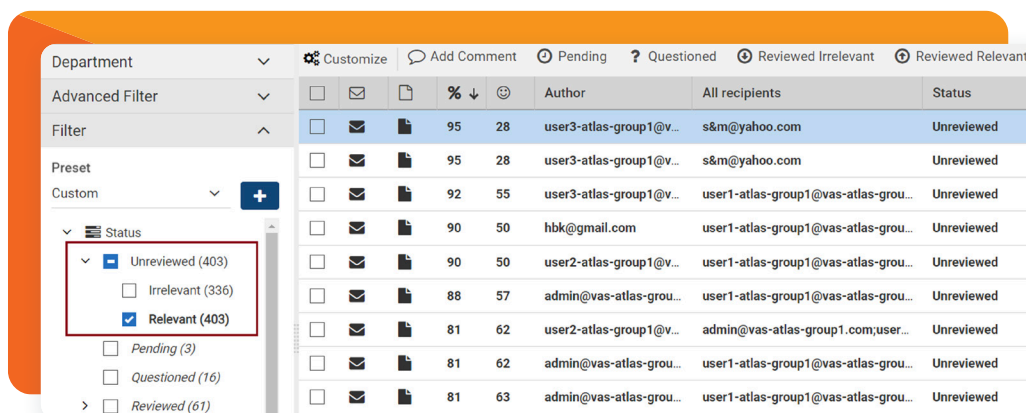 Department
Advanced Filter
Filter
Preset
Custom
+
Status
Unreviewed (403)
Irrelevant (336)
Relevant (403)
Pending (3)
Questioned (16)
Reviewed (61)
Customize Add Comment Pending ? Questioned Reviewed Irrelevant Reviewed Relevant
% ↓ Author All recipients Status
95 28 user3-atlas-group1@v... s&m@yahoo.com Unreviewed
95 28 user3-atlas-group1@v... s&m@yahoo.com Unreviewed
92 55 user3-atlas-group1@v... user1-atlas-group1@vas-atlas-grou... Unreviewed
90 50 hbk@gmail.com user1-atlas-group1@vas-atlas-grou... Unreviewed
90 50 user2-atlas-group1@v... user1-atlas-group1@vas-atlas-grou... Unreviewed
88 57 admin@vas-atlas-grou... user1-atlas-group1@vas-atlas-grou... Unreviewed
81 62 user2-atlas-group1@v... admin@vas-atlas-group1.com;user... Unreviewed
81 62 admin@vas-atlas-grou... user1-atlas-group1@vas-atlas-grou... Unreviewed
81 63 admin@vas-atlas-grou... user1-atlas-group1@vas-atlas-grou... Unreviewed